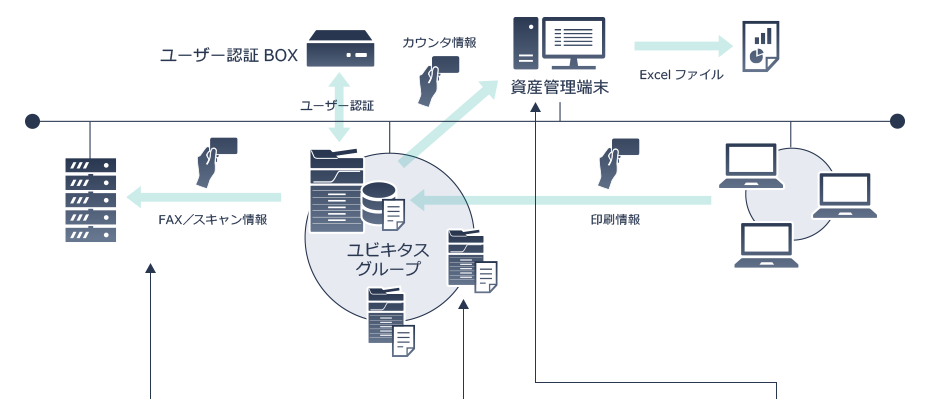 ユーザー認証 BOX
カウンタ情報
Excel ファイル
資産管理端末
ユーザー認証
FAX／スキャン情報
印刷情報
ユビキタス
グループ